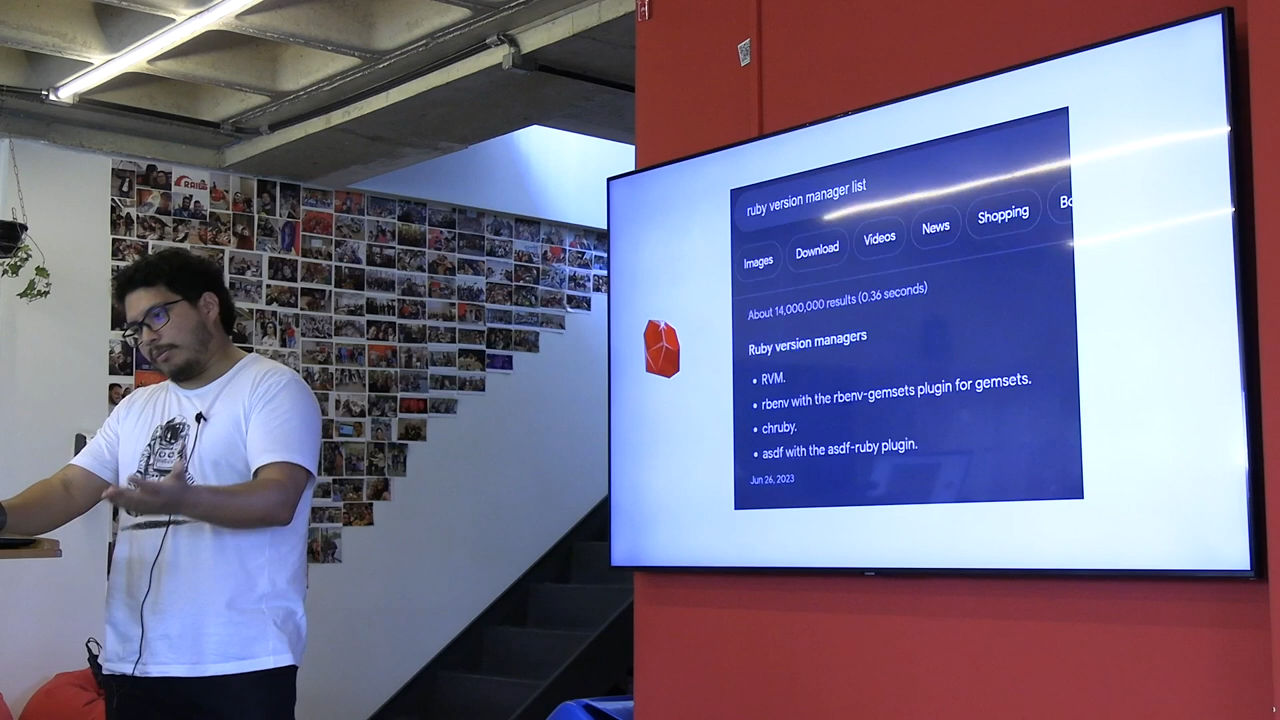 RAILS
ruby version manager list
Images
Download
Videos
News
Shopping
Bo
About 14,000,000 results (0.36 seconds)
Ruby version managers
• RVM.
• rbenv with the rbenv-gemsets plugin for gemsets.
• chruby.
• asdf with the asdf-ruby plugin.
Jun 26, 2023